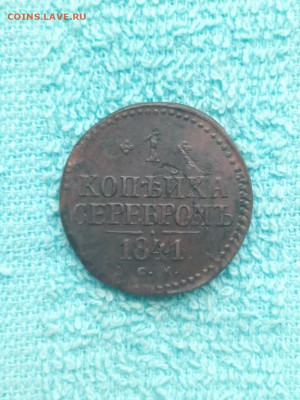 COINS.LAVE.RU
1
КОПѢЙКА
СЕРЕБРОМЪ
1841
С.М.